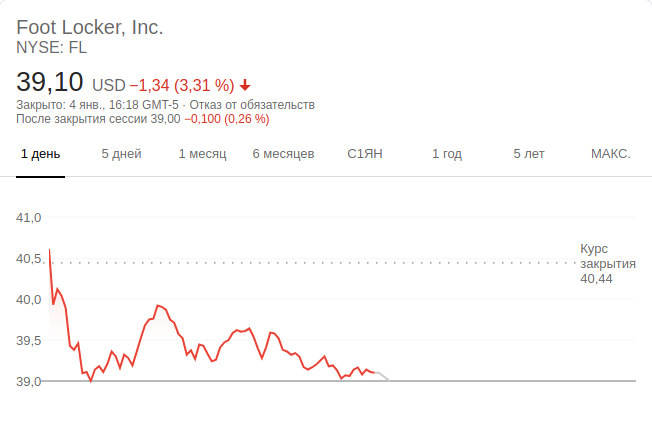 Foot Locker, Inc.
NYSE: FL
39,10 USD −1,34 (3,31 %)
Закрыто: 4 янв., 16:18 GMT-5 · Отказ от обязательств
После закрытия сессии 39,00 −0,100 (0,26 %)
1 день 5 дней 1 месяц 6 месяцев С1ЯН 1 год 5 лет МАКС.
41,0
40,5
Курс
закрытия
40,44
40,0
39,5
39,0